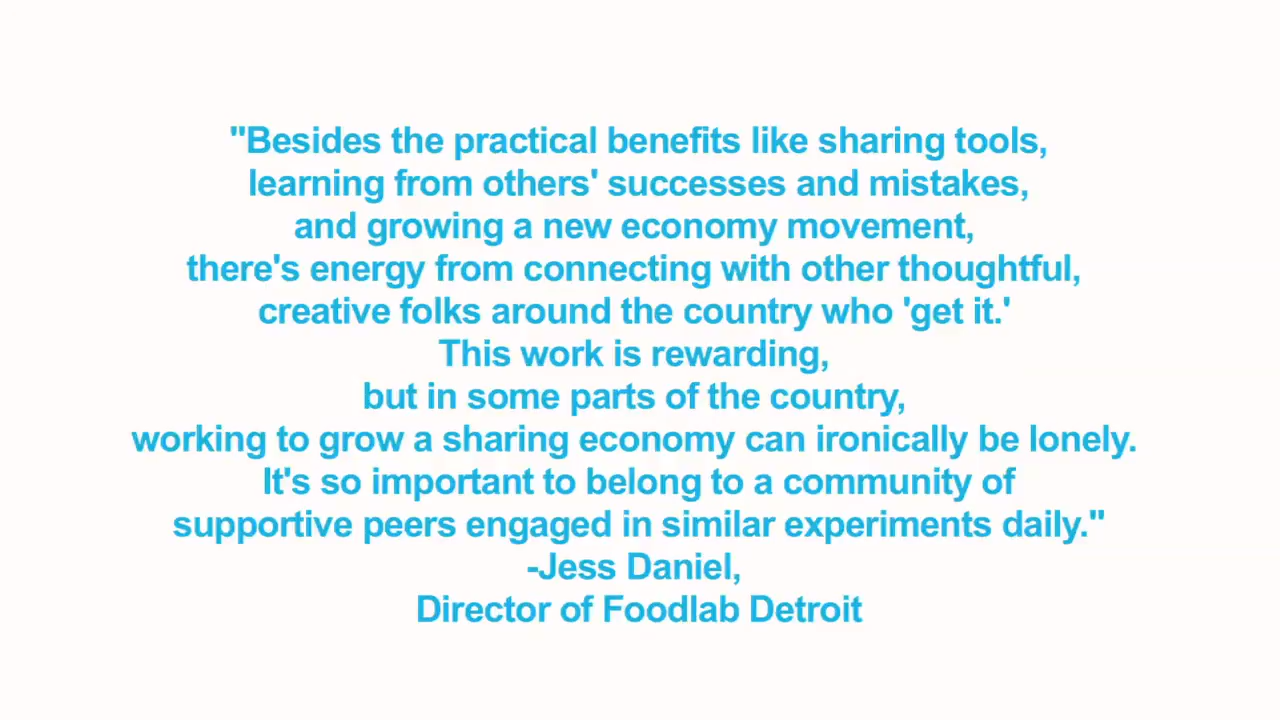 "Besides the practical benefits like sharing tools,
learning from others' successes and mistakes,
and growing a new economy movement,
there's energy from connecting with other thoughtful,
creative folks around the country who 'get it.'
This work is rewarding,
but in some parts of the country,
working to grow a sharing economy can ironically be lonely.
It's so important to belong to a community of
supportive peers engaged in similar experiments daily."
-Jess Daniel,
Director of Foodlab Detroit